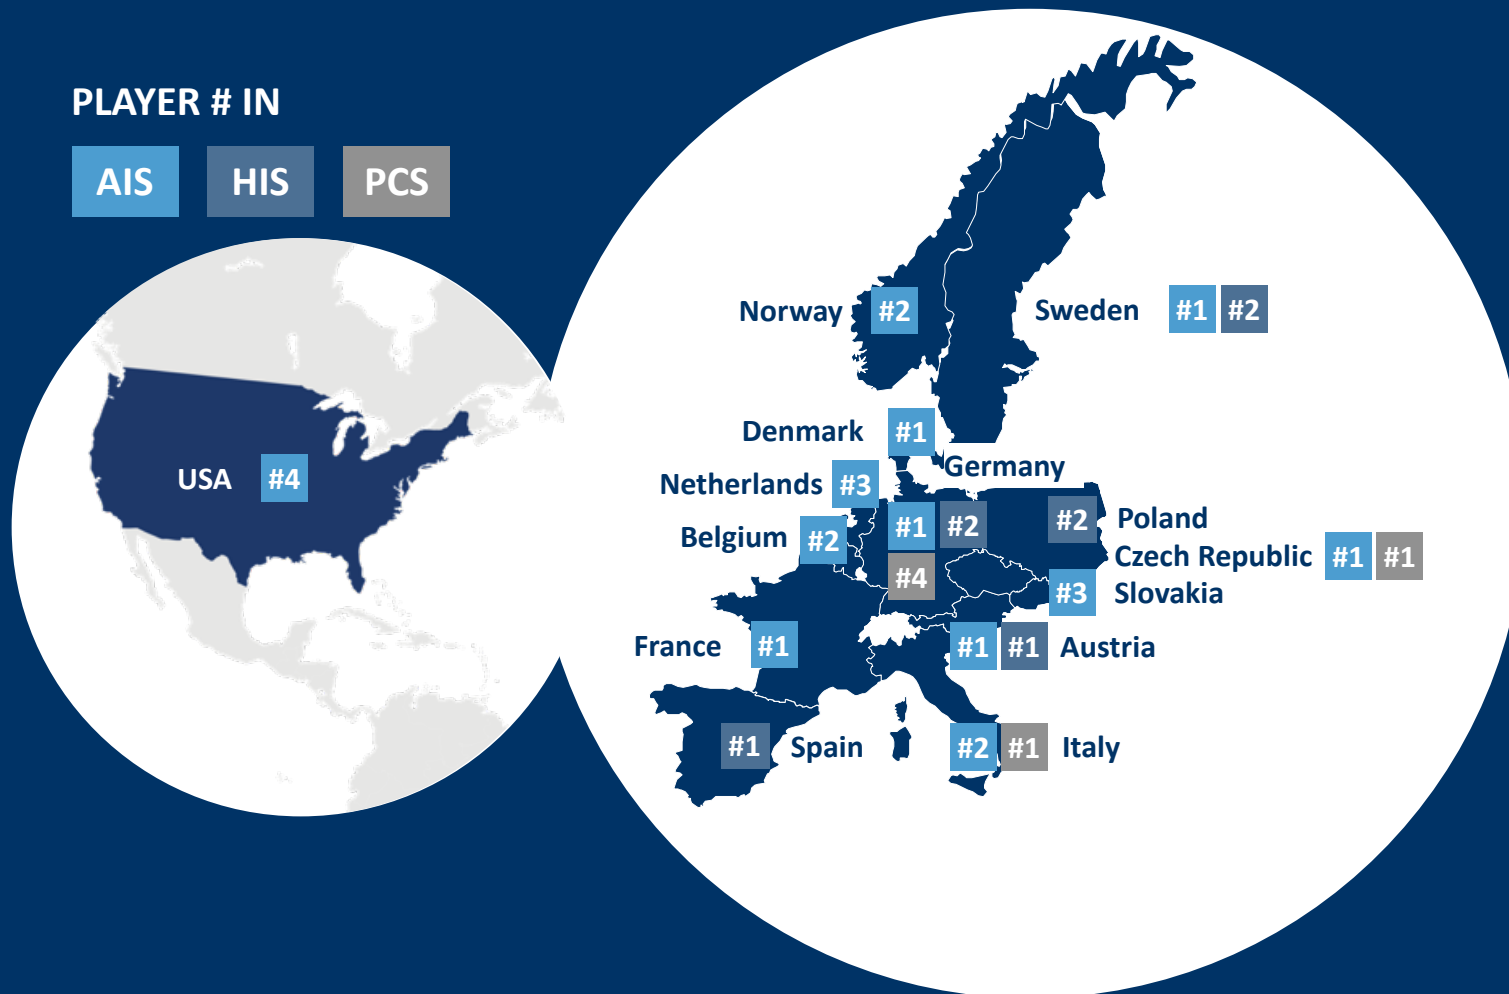 PLAYER # IN
AIS HIS PCS
USA #4
Norway #2
Sweden #1 #2
Denmark #1
Germany
Netherlands #3
#1 #2
#4
Belgium #2
#2 Poland
Czech Republic #1 #1
#3 Slovakia
France #1
#1 #1 Austria
#1 Spain
#2 #1 Italy